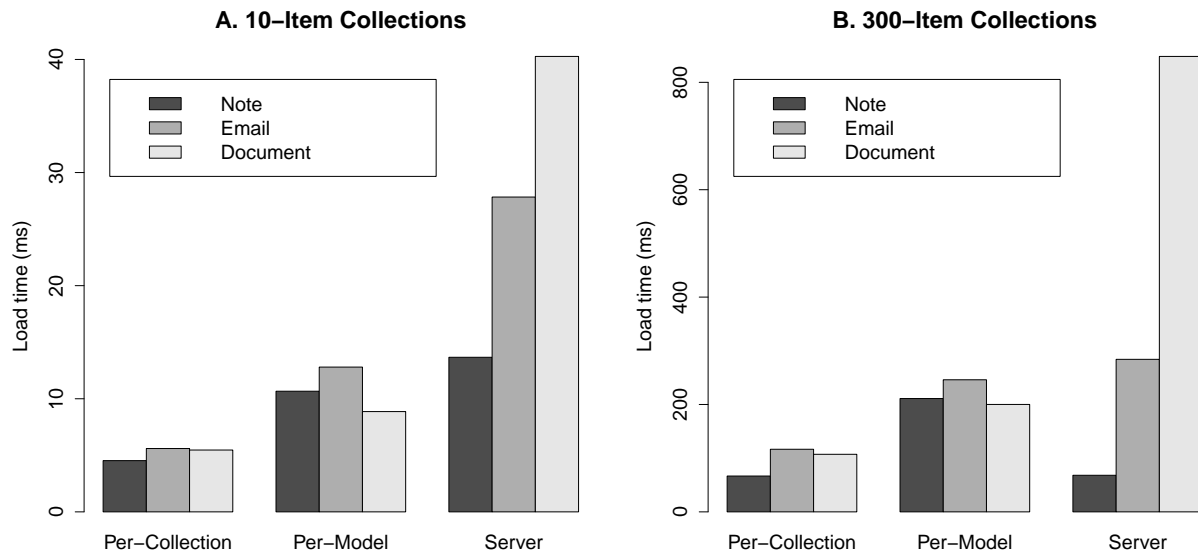 A. 10−Item Collections
Load time (ms)
0
10
20
30
40
Note
Email
Document
Per−Collection
Per−Model
Server
B. 300−Item Collections
Load time (ms)
0
200
400
600
800
Note
Email
Document
Per−Collection
Per−Model
Server